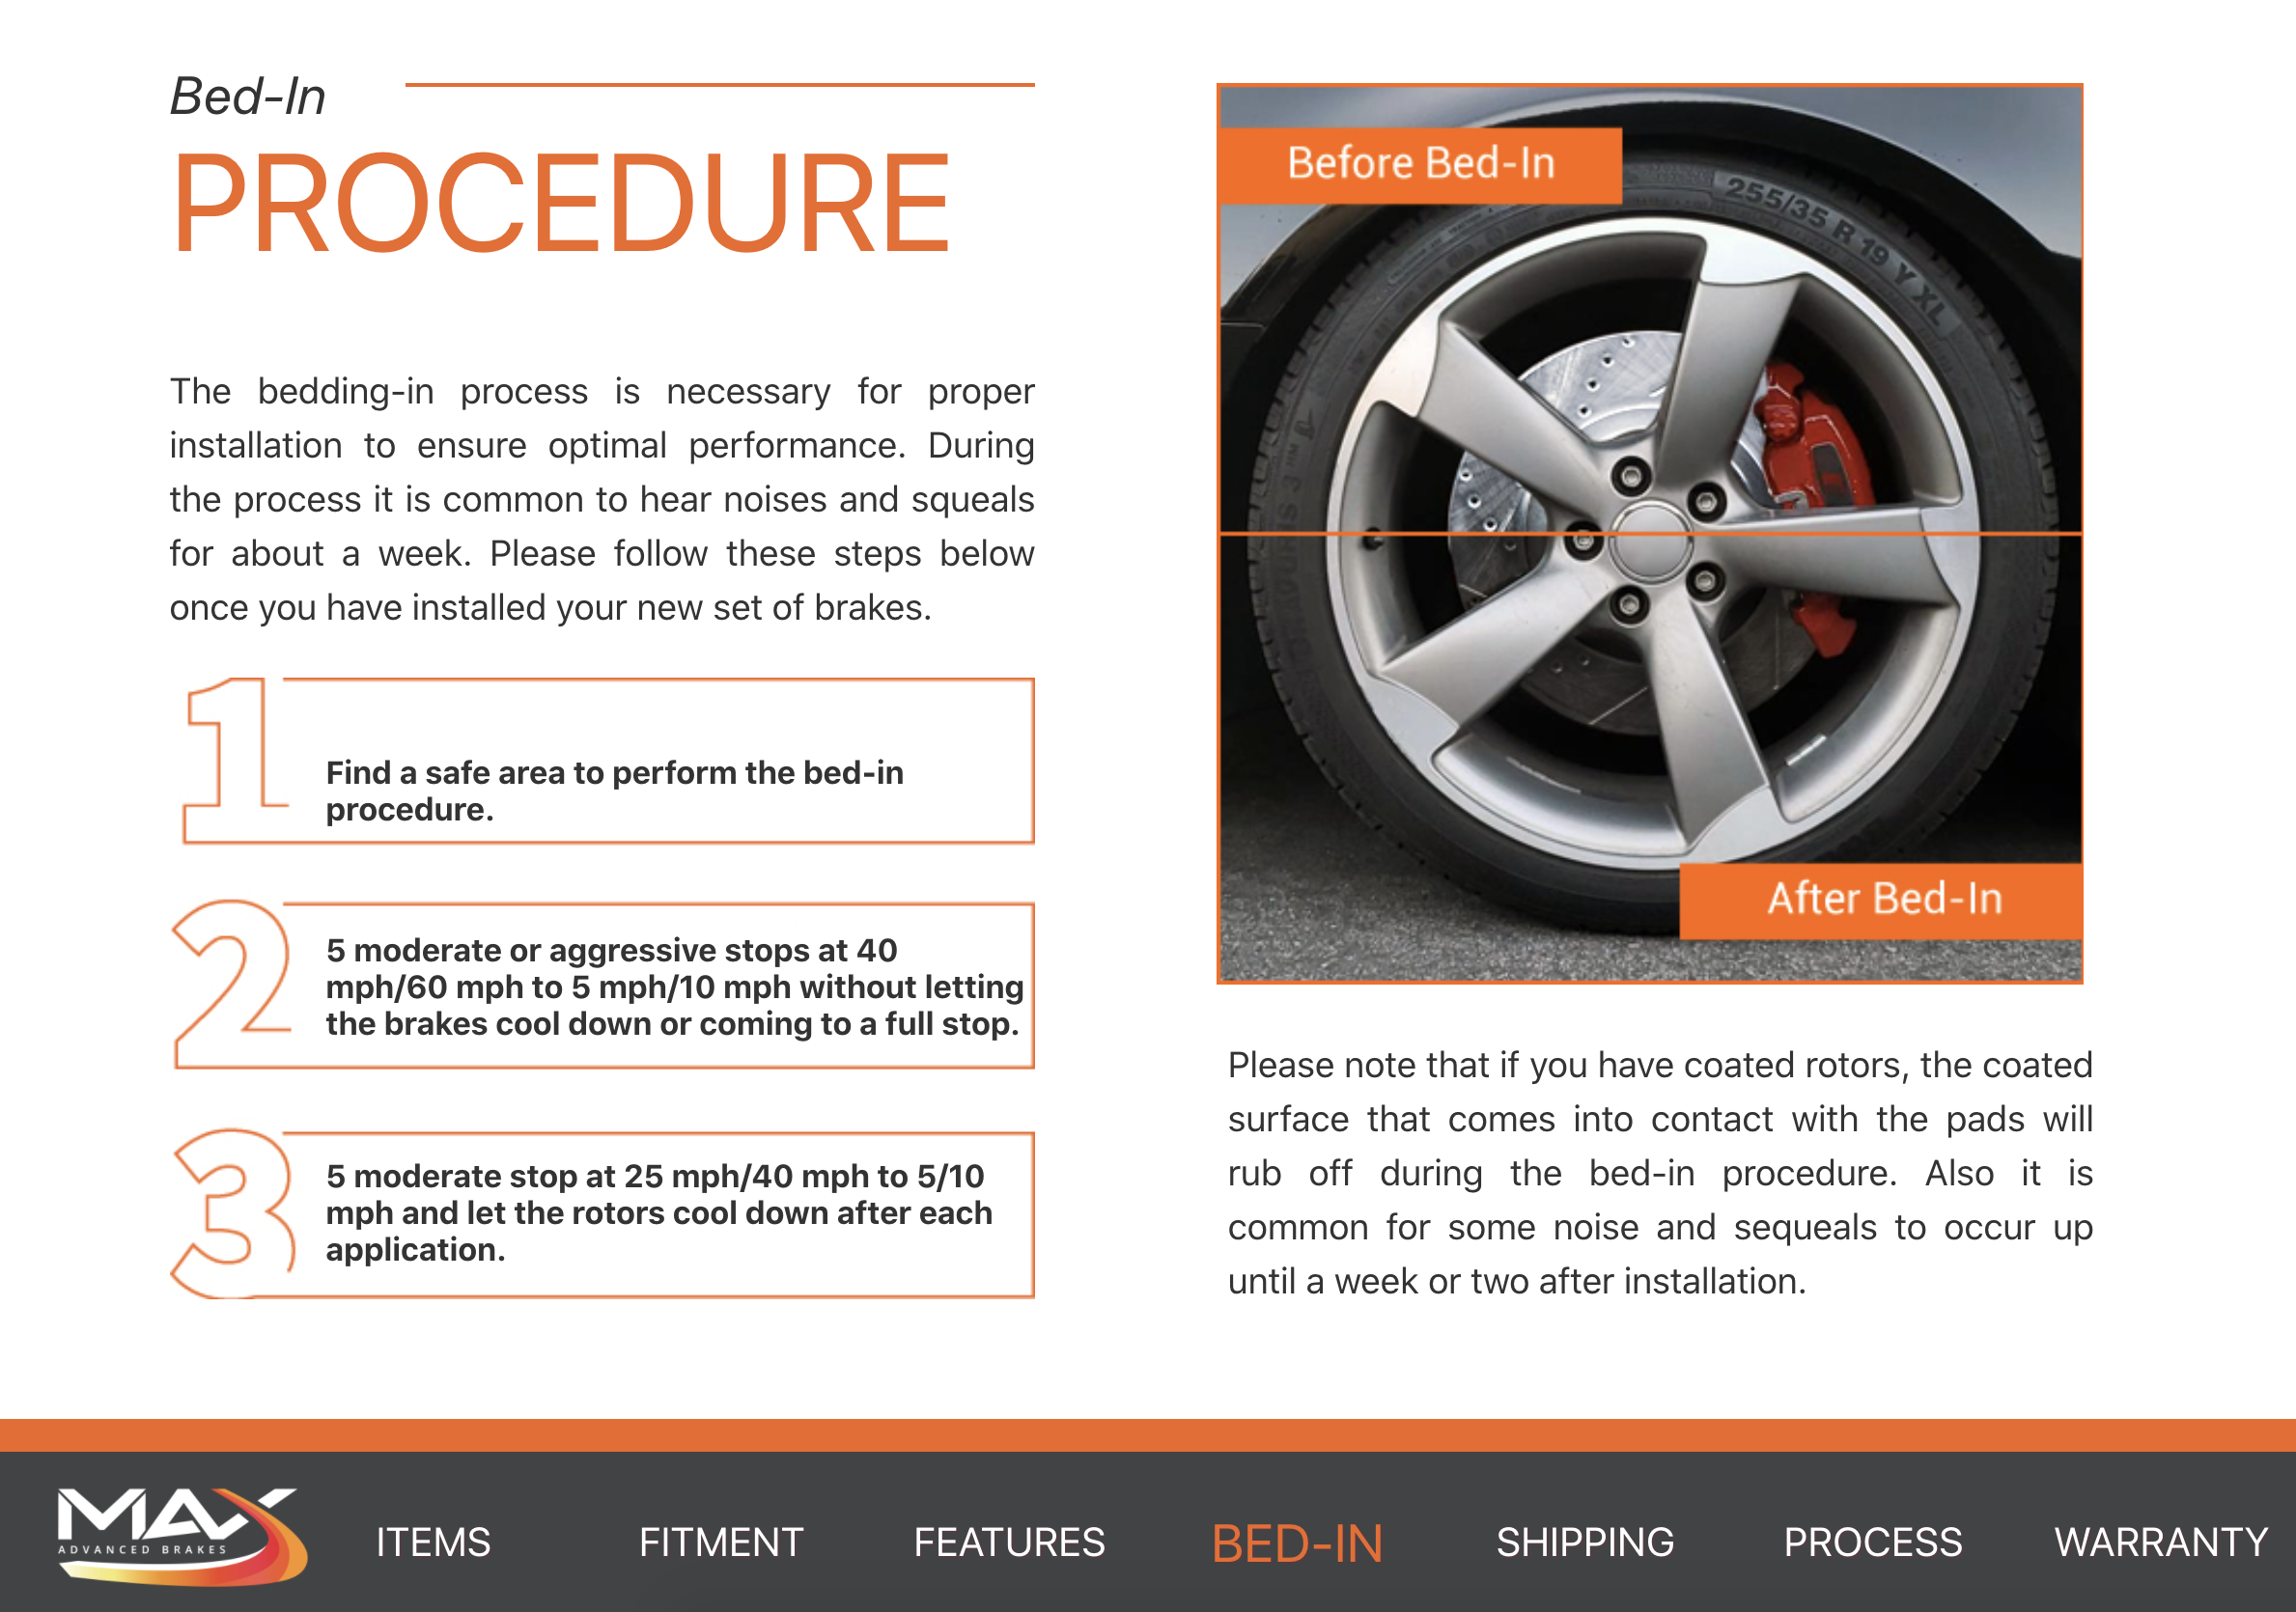 Bed-In
PROCEDURE
The bedding-in process is necessary for proper
installation to ensure optimal performance. During
the process it is common to hear noises and squeals
for about a week. Please follow these steps below
once you have installed your new set of brakes.
1
Find a safe area to perform the bed-in
procedure.
2
5 moderate or aggressive stops at 40
mph/60 mph to 5 mph/10 mph without letting
the brakes cool down or coming to a full stop.
3
5 moderate stop at 25 mph/40 mph to 5/10
mph and let the rotors cool down after each
application.
Before Bed-In
255/35 R 19 Y XL
After Bed-In
Please note that if you have coated rotors, the coated
surface that comes into contact with the pads will
rub off during the bed-in procedure. Also it is
common for some noise and sequeals to occur up
until a week or two after installation.
MAX
ADVANCED BRAKES
ITEMS
FITMENT
FEATURES
BED-IN
SHIPPING
PROCESS
WARRANTY